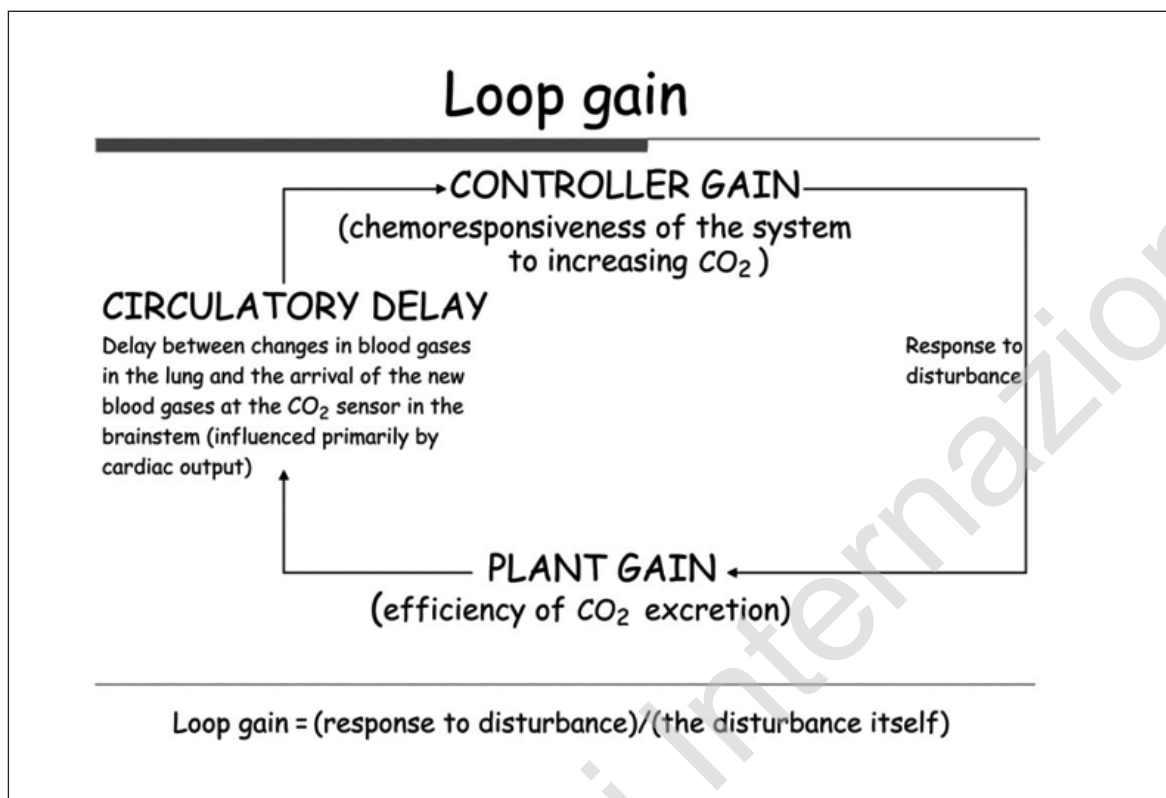 Loop gain
CONTROLLER GAIN
(chemoresponsiveness of the system
to increasing CO₂ )
CIRCULATORY DELAY
Delay between changes in blood gases
in the lung and the arrival of the new
blood gases at the CO₂ sensor in the
brainstem (influenced primarily by
cardiac output)
Response to
disturbance
PLANT GAIN
(efficiency of CO₂ excretion)
Loop gain = (response to disturbance)/(the disturbance itself)
i Internazion